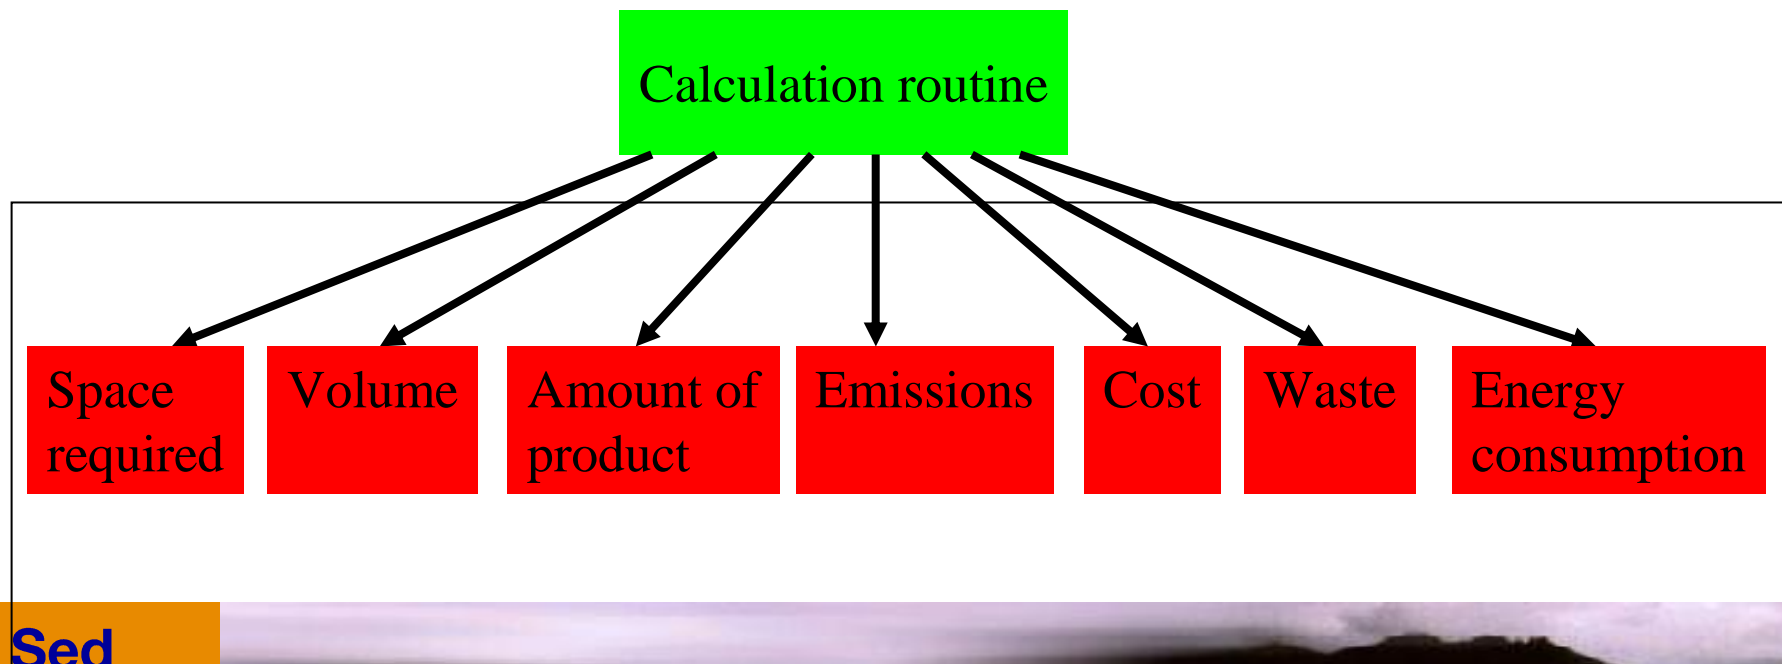 Calculation routine
Space
required
Volume
Amount of
product
Emissions
Cost
Waste
Energy
consumption
Sed